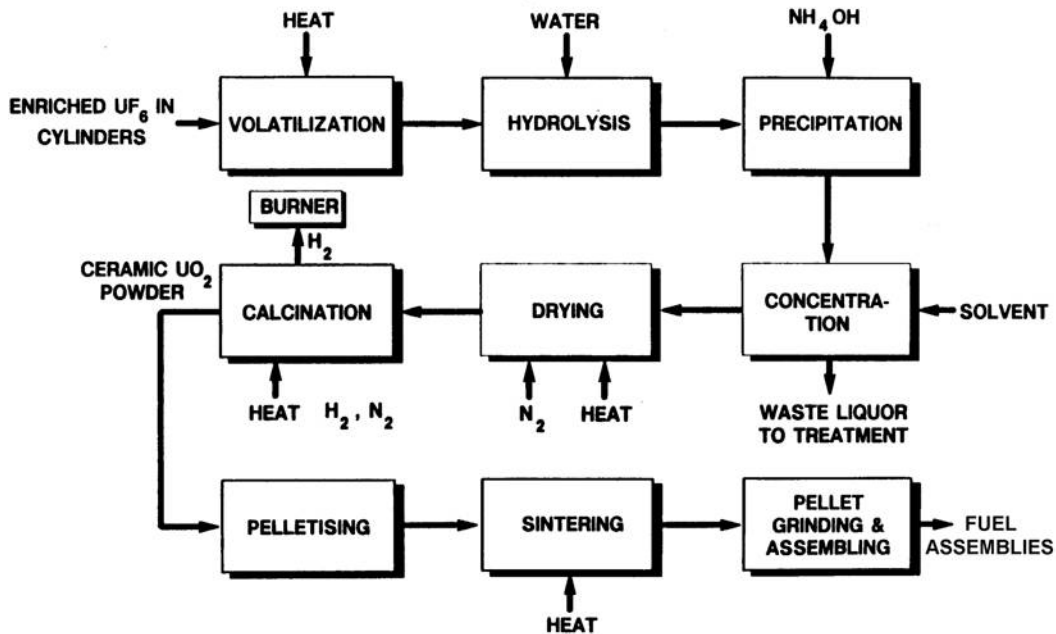 HEAT
WATER
NH4OH
ENRICHED UF6 IN
CYLINDERS
VOLATILIZATION
HYDROLYSIS
PRECIPITATION
BURNER
H2
CERAMIC UO2
POWDER
CALCINATION
DRYING
CONCENTRA-
TION
SOLVENT
HEAT
H2, N2
N2
HEAT
WASTE LIQUOR
TO TREATMENT
PELLETISING
SINTERING
PELLET
GRINDING &
ASSEMBLING
FUEL
ASSEMBLIES
HEAT